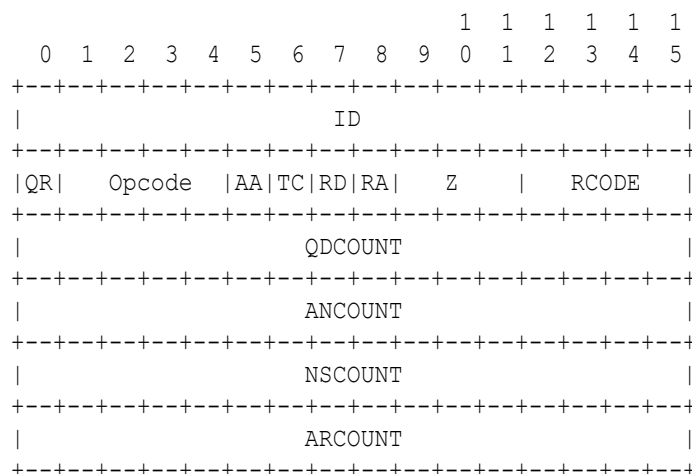 1  1  1  1  1  1
  0  1  2  3  4  5  6  7  8  9  0  1  2  3  4  5
+--+--+--+--+--+--+--+--+--+--+--+--+--+--+--+--+
|                      ID                       |
+--+--+--+--+--+--+--+--+--+--+--+--+--+--+--+--+
|QR|   Opcode  |AA|TC|RD|RA|   Z    |   RCODE   |
+--+--+--+--+--+--+--+--+--+--+--+--+--+--+--+--+
|                    QDCOUNT                    |
+--+--+--+--+--+--+--+--+--+--+--+--+--+--+--+--+
|                    ANCOUNT                    |
+--+--+--+--+--+--+--+--+--+--+--+--+--+--+--+--+
|                    NSCOUNT                    |
+--+--+--+--+--+--+--+--+--+--+--+--+--+--+--+--+
|                    ARCOUNT                    |
+--+--+--+--+--+--+--+--+--+--+--+--+--+--+--+--+